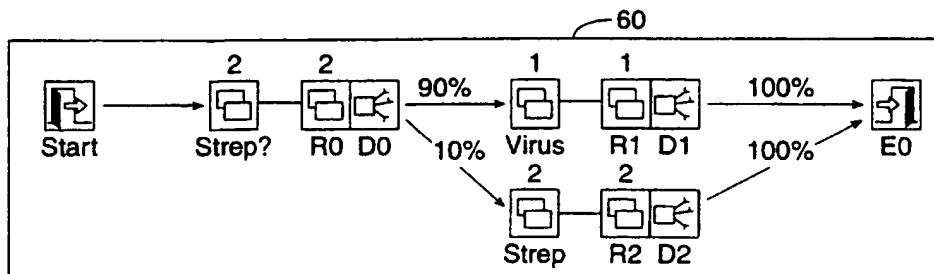 60
2 2 1 1
90% 100%
Start Strep? R0 D0 Virus R1 D1 E0
10% 100%
2 2
Strep R2 D2